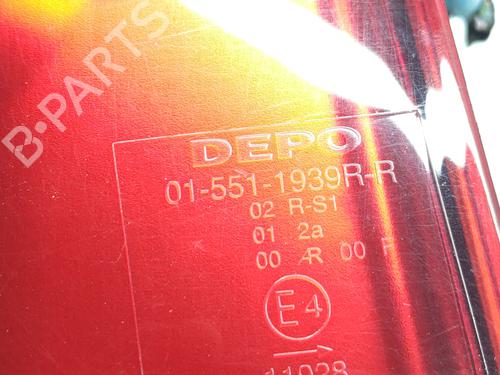 B-PARTS
DEPO
01-551-1939R-R
02 R-S1
01 2a
00 AR 00 F
E4
11028